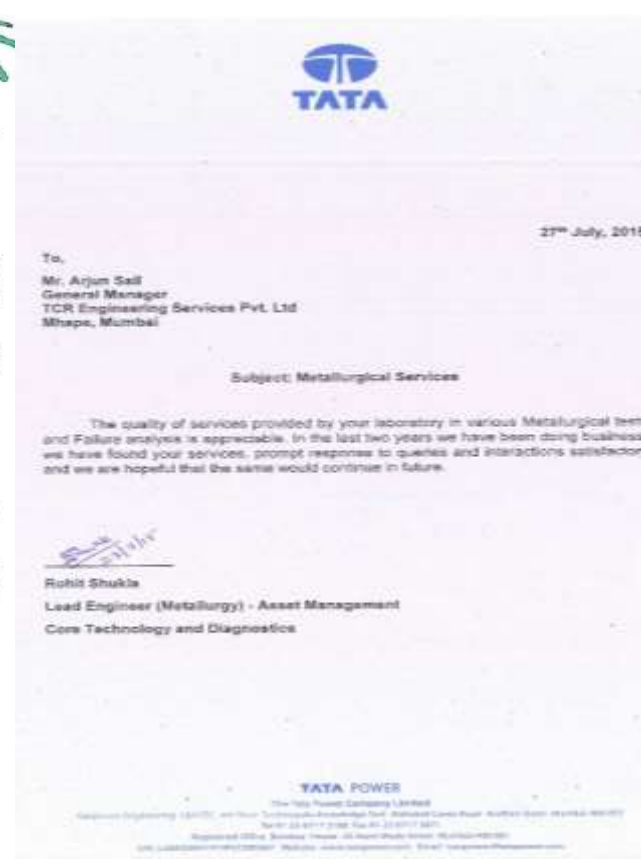 TATA
27th July, 2015
To,
Mr. Arjun Sail
General Manager
TCR Engineering Services Pvt. Ltd
Mhape, Mumbai
Subject: Metallurgical Services
The quality of services provided by your laboratory in various Metallurgical test
and Failure analysis is appreciable. In the last two years we have been doing business
we have found your services, prompt response to queries and interactions satisfactor
and we are hopeful that the same would continue in future.
Rohit Shukla
Lead Engineer (Metallurgy) - Asset Management
Core Technology and Diagnostics
TATA POWER
The Tata Power Company Limited